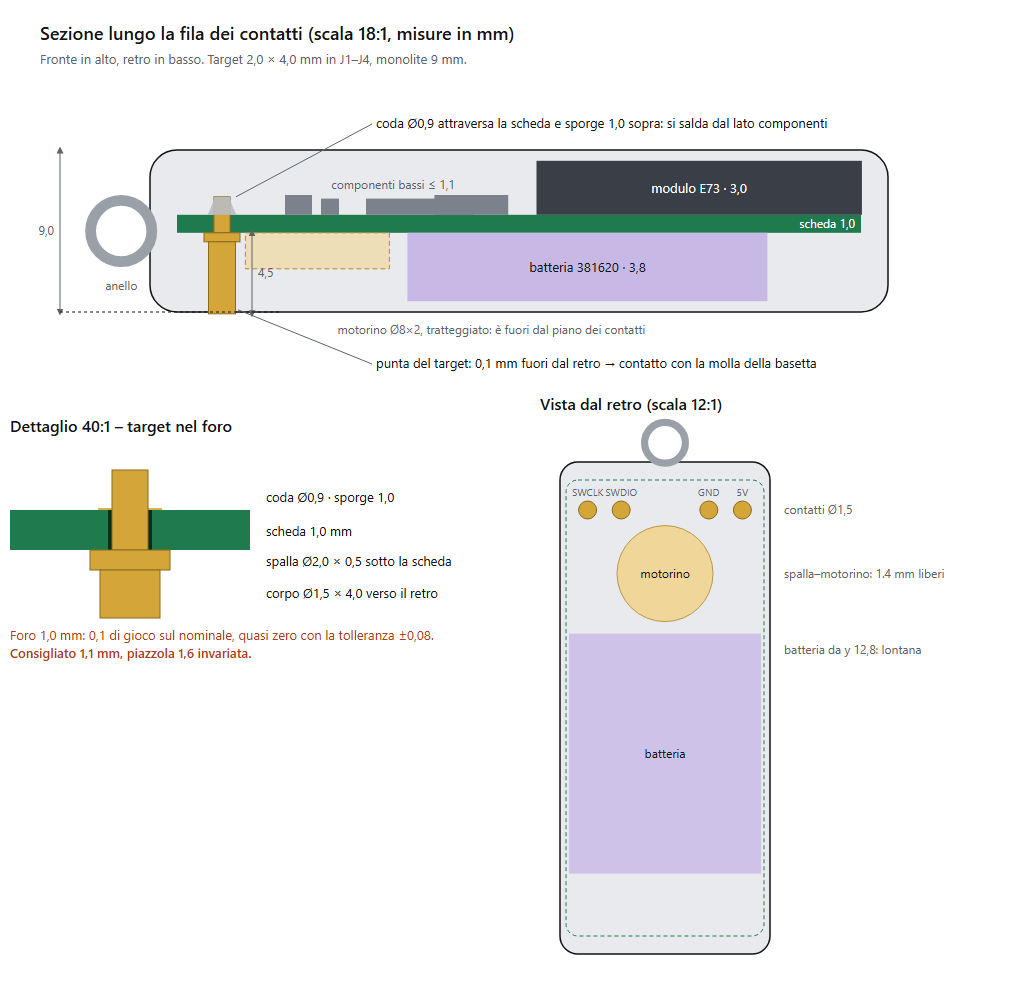 Sezione lungo la fila dei contatti (scala 18:1, misure in mm)
Fronte in alto, retro in basso. Target 2,0 × 4,0 mm in J1–J4, monolite 9 mm.
coda Ø0,9 attraversa la scheda e sporge 1,0 sopra: si salda dal lato componenti
componenti bassi ≤ 1,1
modulo E73 · 3,0
scheda 1,0
9,0
4,5
batteria 381620 · 3,8
anello
motorino Ø8×2, tratteggiato: è fuori dal piano dei contatti
punta del target: 0,1 mm fuori dal retro → contatto con la molla della basetta
Dettaglio 40:1 – target nel foro
coda Ø0,9 · sporge 1,0
scheda 1,0 mm
spalla Ø2,0 × 0,5 sotto la scheda
corpo Ø1,5 × 4,0 verso il retro
Foro 1,0 mm: 0,1 di gioco sul nominale, quasi zero con la tolleranza ±0,08.
Consigliato 1,1 mm, piazzola 1,6 invariata.
Vista dal retro (scala 12:1)
SWCLK SWDIO GND 5V
contatti Ø1,5
motorino
spalla–motorino: 1.4 mm liberi
batteria da y 12,8: lontana
batteria